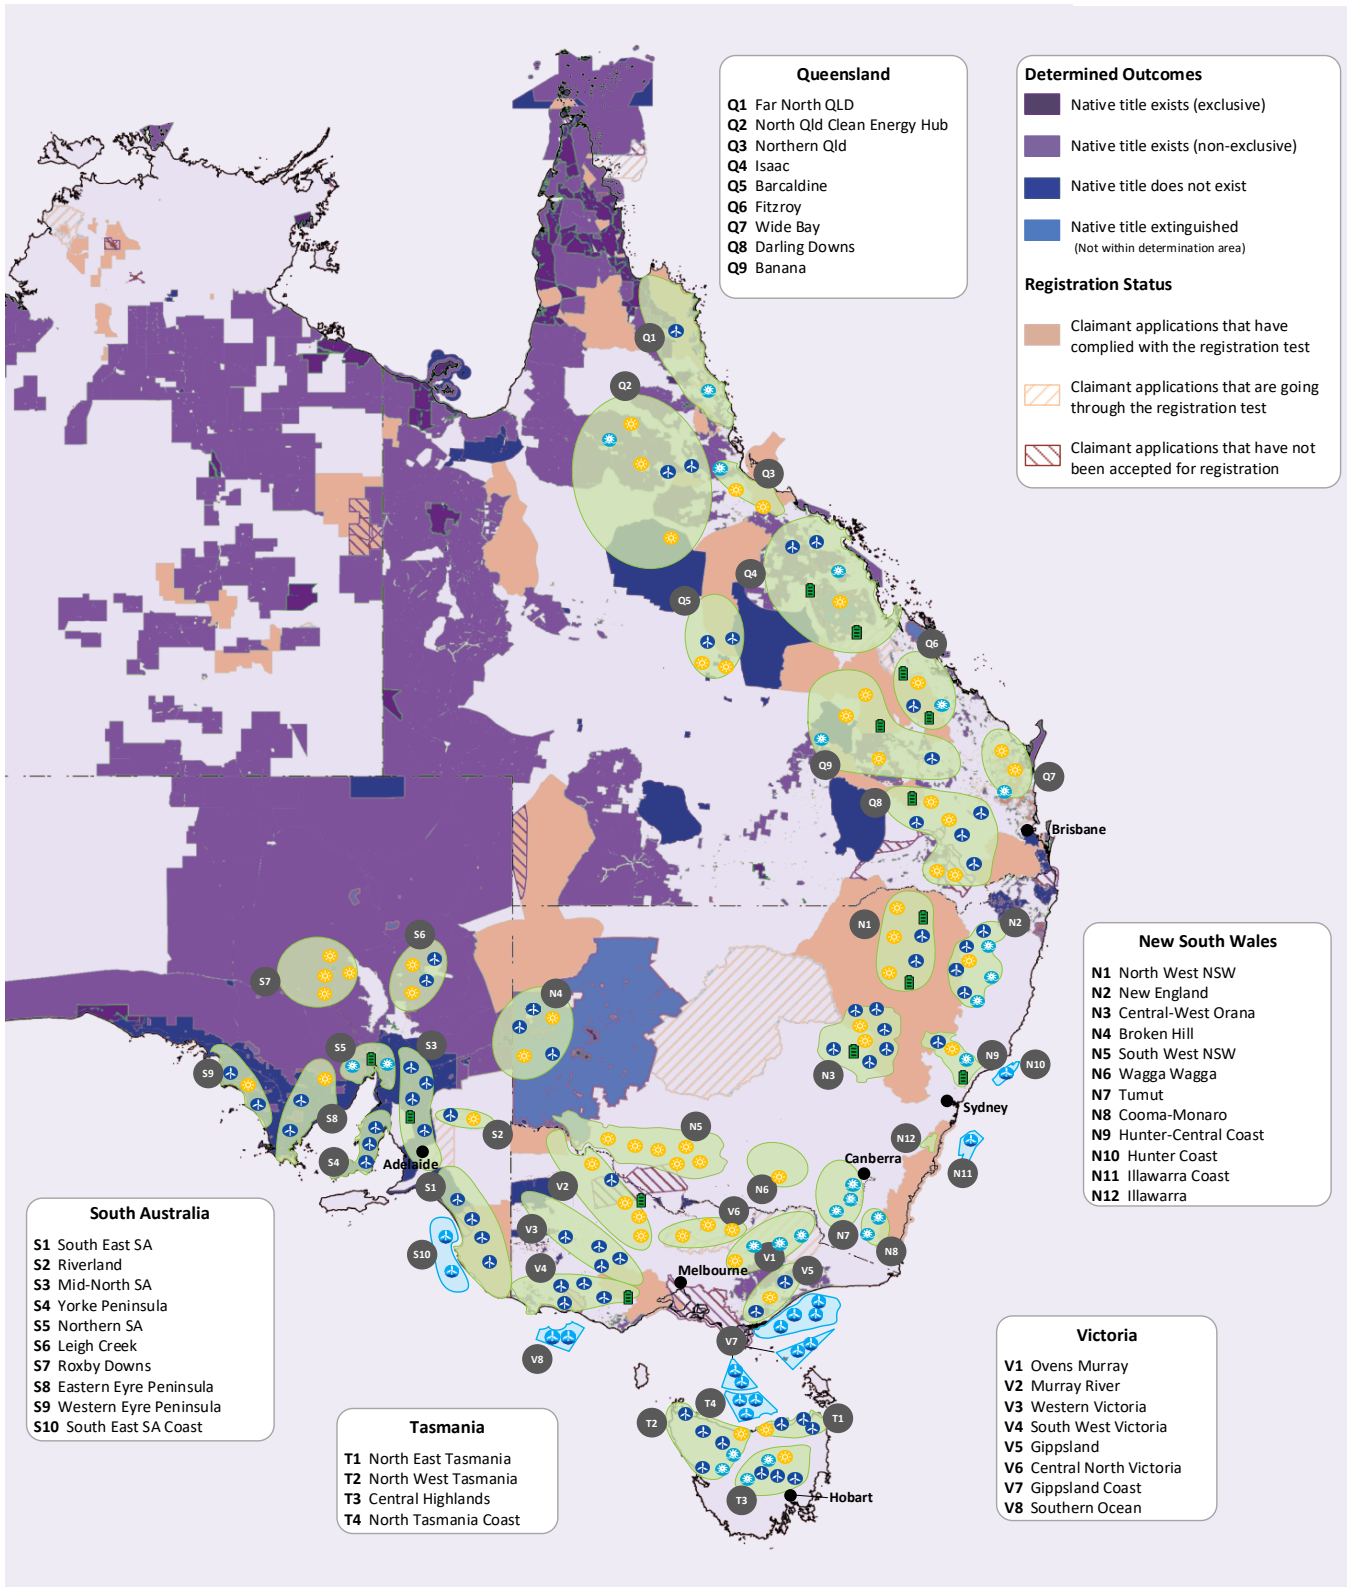 Queensland
Q1 Far North QLD
Q2 North Qld Clean Energy Hub
Q3 Northern Qld
Q4 Isaac
Q5 Barcaldine
Q6 Fitzroy
Q7 Wide Bay
Q8 Darling Downs
Q9 Banana
Determined Outcomes
Native title exists (exclusive)
Native title exists (non-exclusive)
Native title does not exist
Native title extinguished
(Not within determination area)
Registration Status
Claimant applications that have
complied with the registration test
Claimant applications that are going
through the registration test
Claimant applications that have not
been accepted for registration
Q1
Q2
Q3
Q4
Q5
Q6
Q9
Q7
Q8
Brisbane
N1
N2
S6
S7
N4
S3
S5
N9
N10
S9
N3
Sydney
S8
N5
S2
N12
Canberra
S4
Adelaide
N11
S1
V2
N6
V6
V3
N7
N8
S10
V1
V4
Melbourne
V5
V7
V8
T4
T2
T1
T3
Hobart
New South Wales
N1 North West NSW
N2 New England
N3 Central-West Orana
N4 Broken Hill
N5 South West NSW
N6 Wagga Wagga
N7 Tumut
N8 Cooma-Monaro
N9 Hunter-Central Coast
N10 Hunter Coast
N11 Illawarra Coast
N12 Illawarra
South Australia
S1 South East SA
S2 Riverland
S3 Mid-North SA
S4 Yorke Peninsula
S5 Northern SA
S6 Leigh Creek
S7 Roxby Downs
S8 Eastern Eyre Peninsula
S9 Western Eyre Peninsula
S10 South East SA Coast
Tasmania
T1 North East Tasmania
T2 North West Tasmania
T3 Central Highlands
T4 North Tasmania Coast
Victoria
V1 Ovens Murray
V2 Murray River
V3 Western Victoria
V4 South West Victoria
V5 Gippsland
V6 Central North Victoria
V7 Gippsland Coast
V8 Southern Ocean